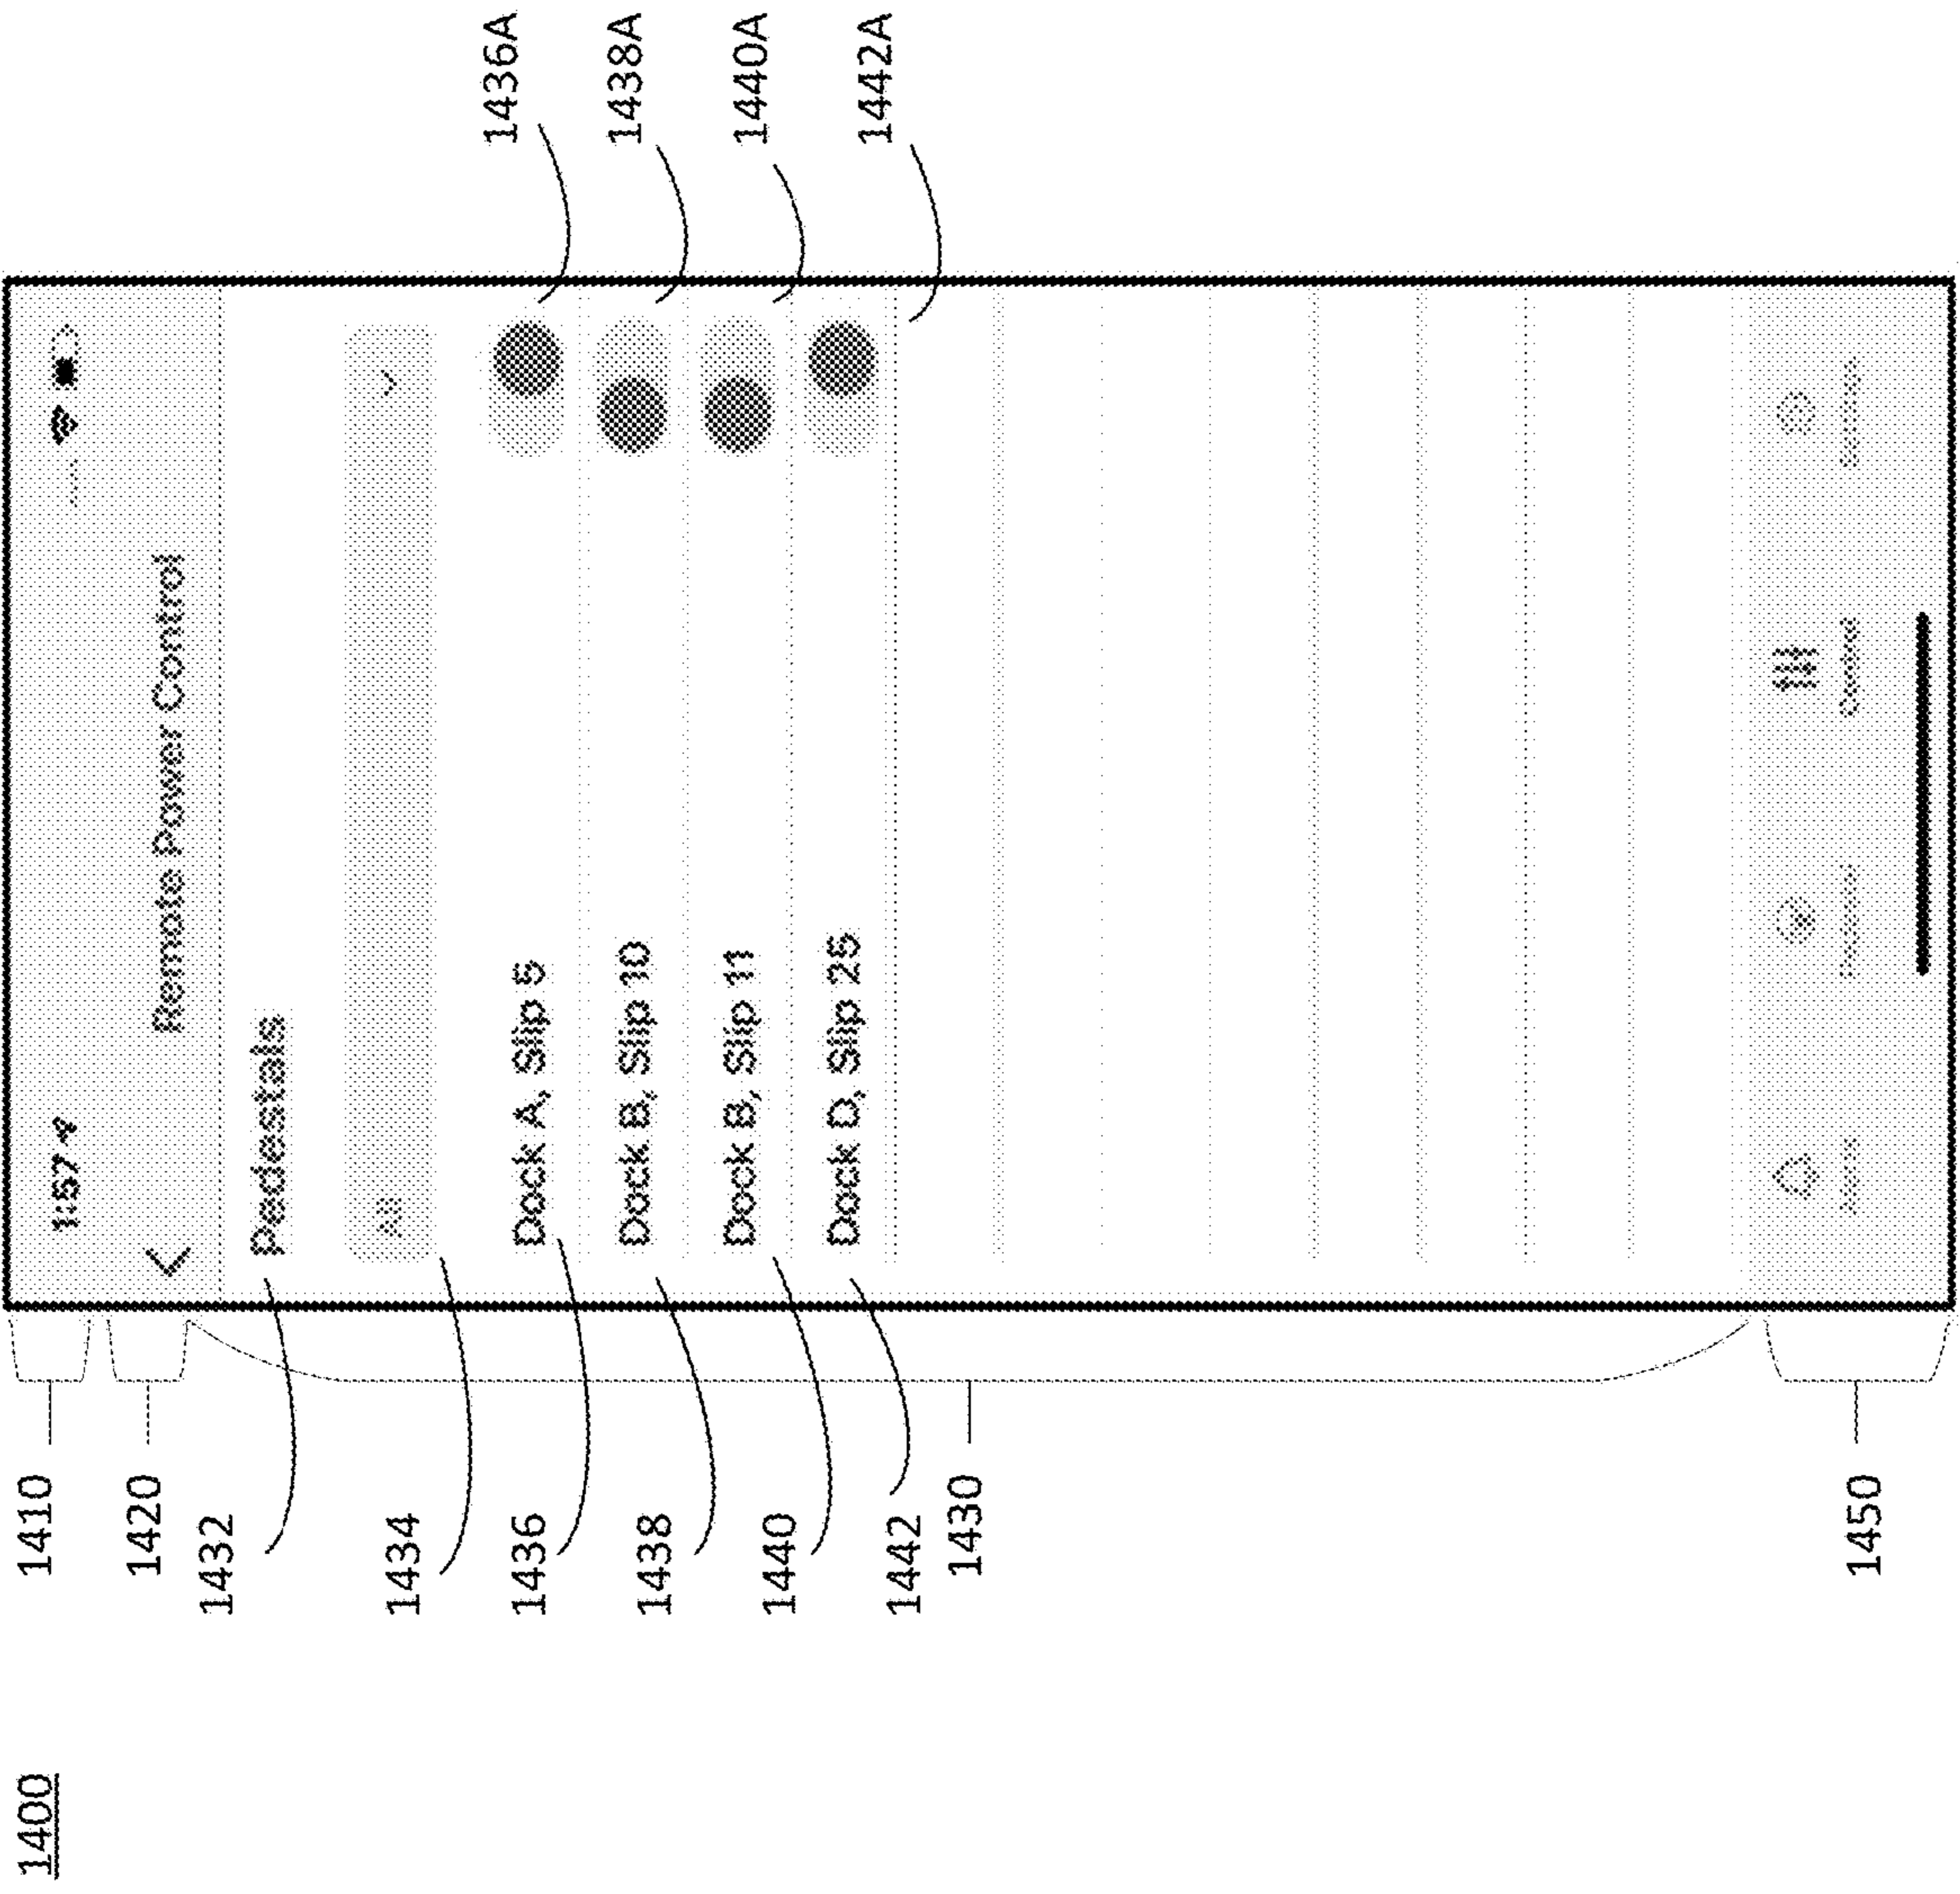 1400
1410
1:57
1420
Remote Power Control
1432
Pedestals
1434
All
1436
Dock A, Slip 5
1436A
1438
Dock B, Slip 10
1438A
1440
Dock B, Slip 11
1440A
1442
Dock D, Slip 25
1442A
1430
1450